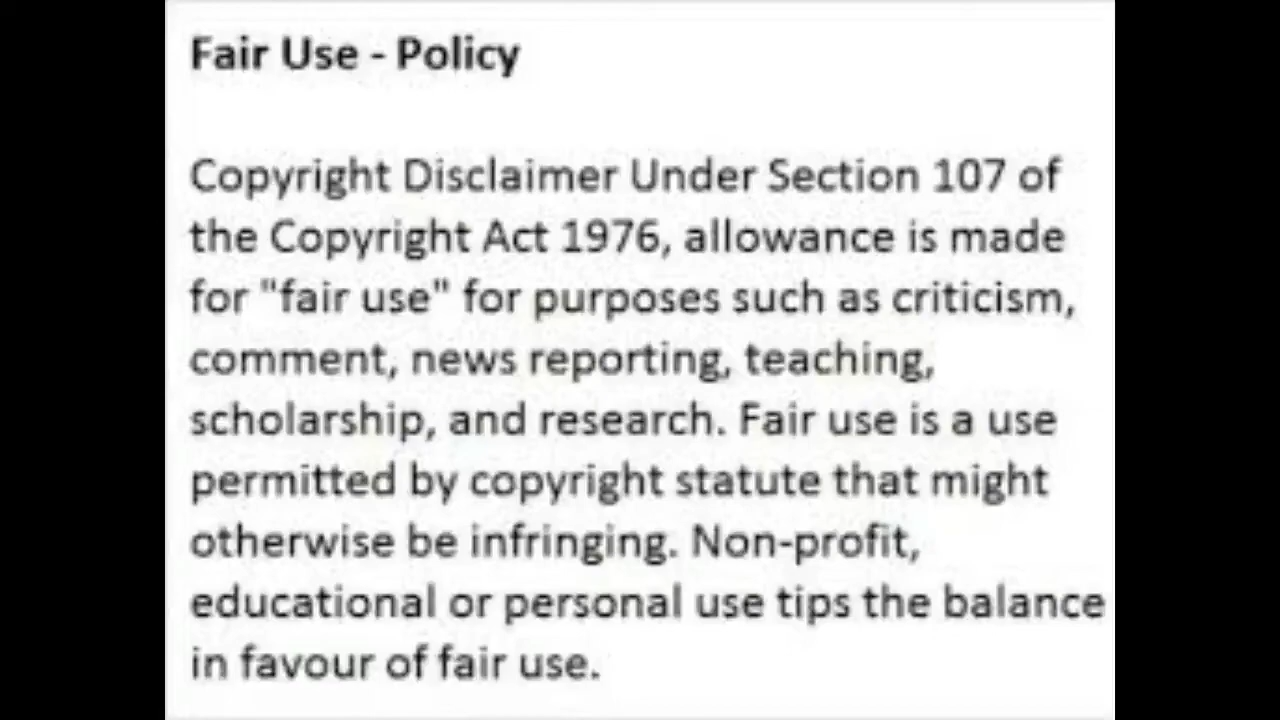 Fair Use - Policy
Copyright Disclaimer Under Section 107 of
the Copyright Act 1976, allowance is made
for "fair use" for purposes such as criticism,
comment, news reporting, teaching,
scholarship, and research. Fair use is a use
permitted by copyright statute that might
otherwise be infringing. Non-profit,
educational or personal use tips the balance
in favour of fair use.